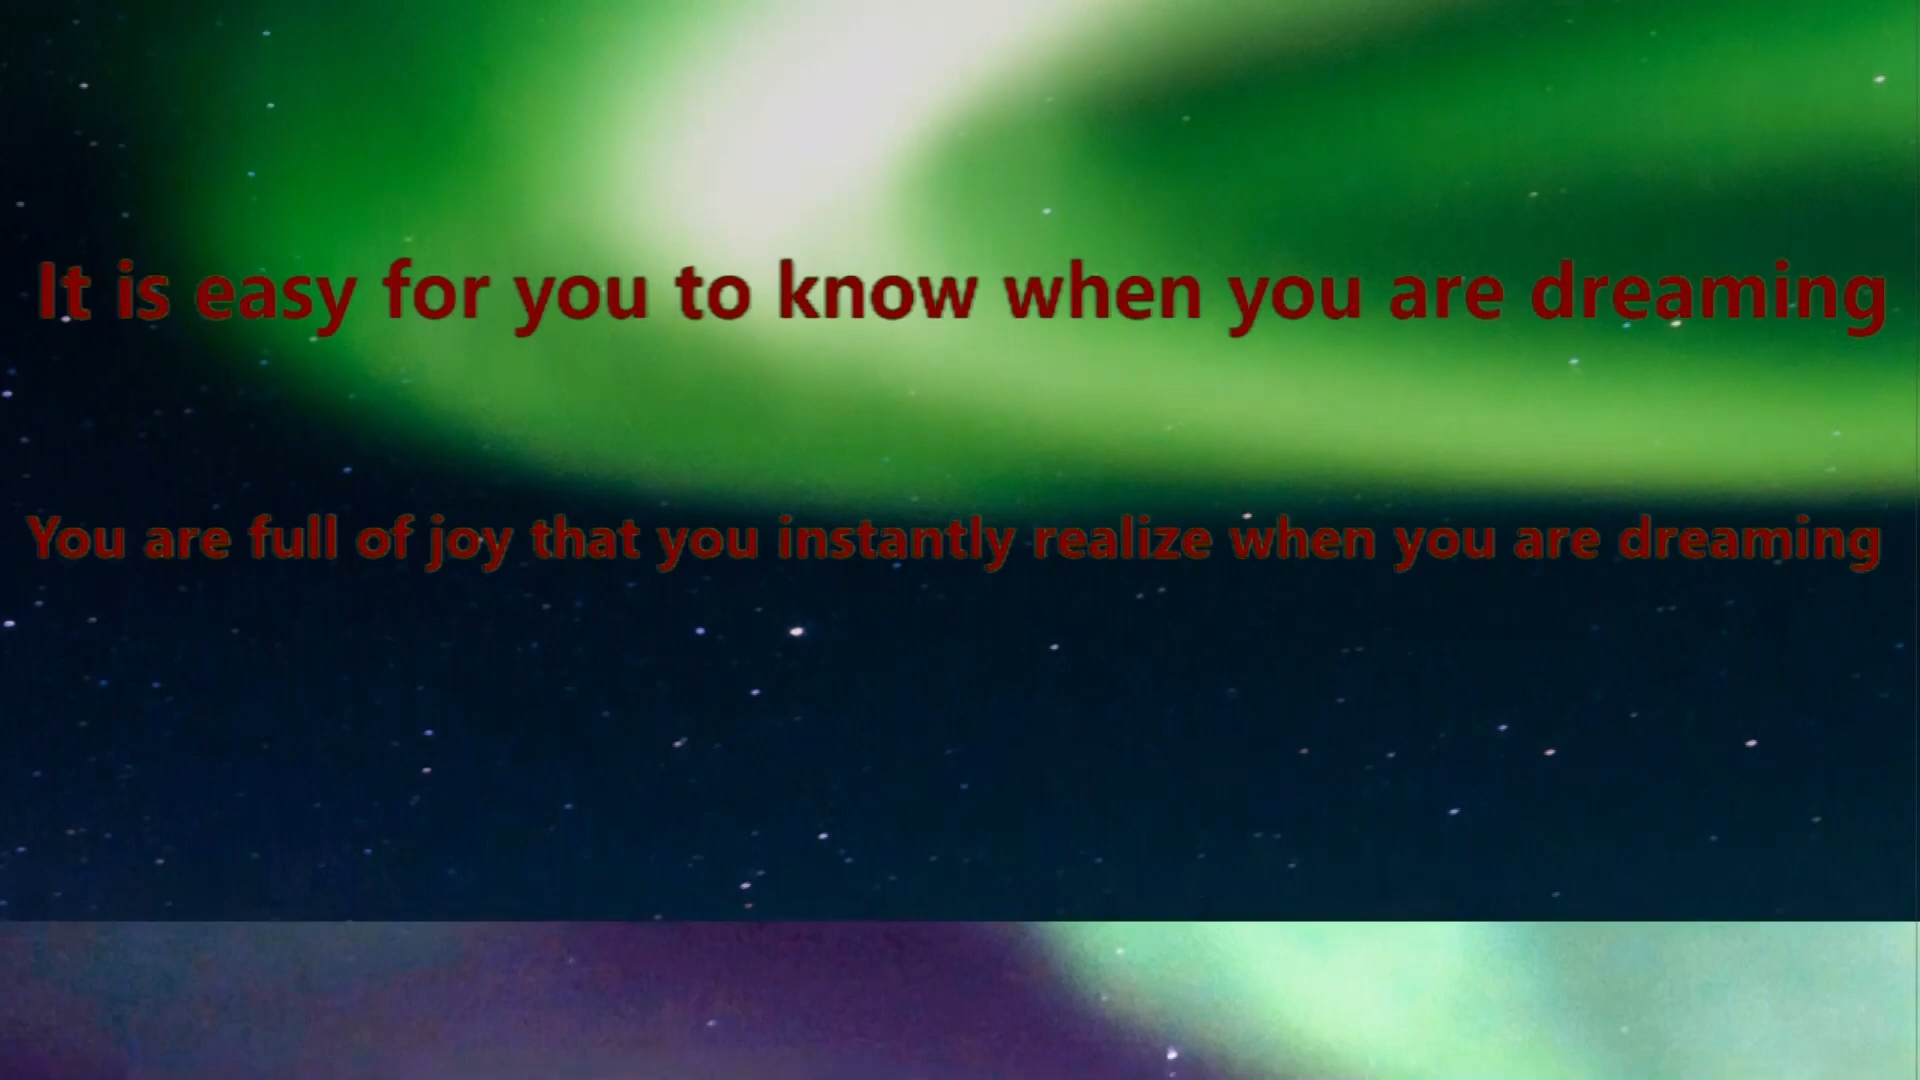 It is easy for you to know when you are dreaming
You are full of joy that you instantly realize when you are dreaming